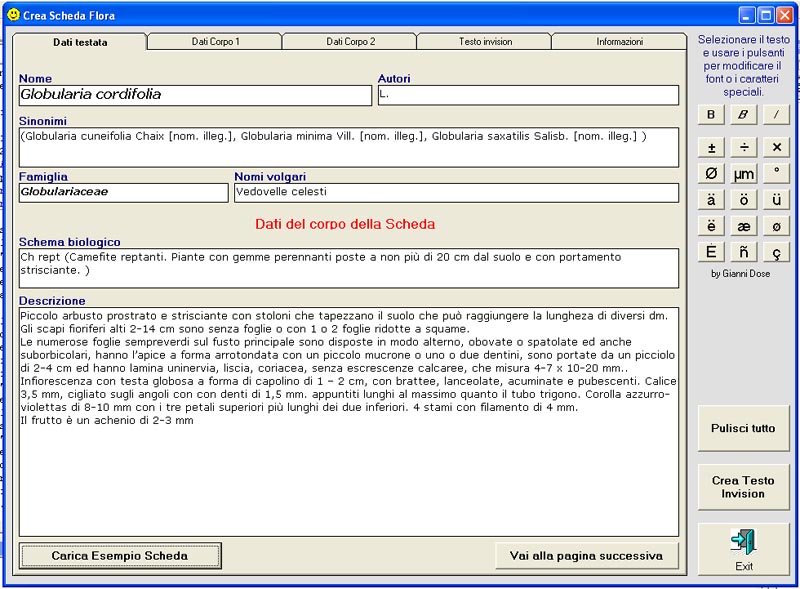 Crea Scheda Flora
Dati testata
Dati Corpo 1
Dati Corpo 2
Testo invision
Informazioni
Nome
Globularia cordifolia
Autori
L.
Sinonimi
(Globularia cuneifolia Chaix [nom. illeg.], Globularia minima Vill. [nom. illeg.], Globularia saxatilis Salisb. [nom. illeg.] )
Famiglia
Globulariaceae
Nomi volgari
Vedovelle celesti
Dati del corpo della Scheda
Schema biologico
Ch rept (Camefite reptanti. Piante con gemme perennanti poste a non più di 20 cm dal suolo e con portamento
strisciante. )
Descrizione
Piccolo arbusto prostrato e strisciante con stoloni che tapezzano il suolo che può raggiungere la lungheza di diversi dm.
Gli scapi fioriferi alti 2-14 cm sono senza foglie o con 1 o 2 foglie ridotte a squame.
Le numerose foglie sempreverdi sul fusto principale sono disposte in modo alterno, obovate o spatolate ed anche
suborbicolari, hanno l'apice a forma arrotondata con un piccolo mucrone o uno o due dentini, sono portate da un picciolo
di 2-4 cm ed hanno lamina uninervia, liscia, coriacea, senza escrescenze calcaree, che misura 4-7 x 10-20 mm..
Infiorescenza con testa globosa a forma di capolino di 1 - 2 cm, con brattee, lanceolate, acuminate e pubescenti. Calice
3,5 mm, cigliato sugli angoli con con denti di 1,5 mm. appuntiti lunghi al massimo quanto il tubo trigono. Corolla azzurro-
violettas di 8-10 mm con i tre petali superiori più lunghi dei due inferiori. 4 stami con filamento di 4 mm.
Il frutto è un achenio di 2-3 mm
Carica Esempio Scheda
Vai alla pagina successiva
Selezionare il testo
e usare i pulsanti
per modificare il
font o i caratteri
speciali.
B B /
± ÷ ×
Ø µm °
ä ö ü
ë æ ø
È ñ ç
by Gianni Dose
Pulisci tutto
Crea Testo
Invision
Exit